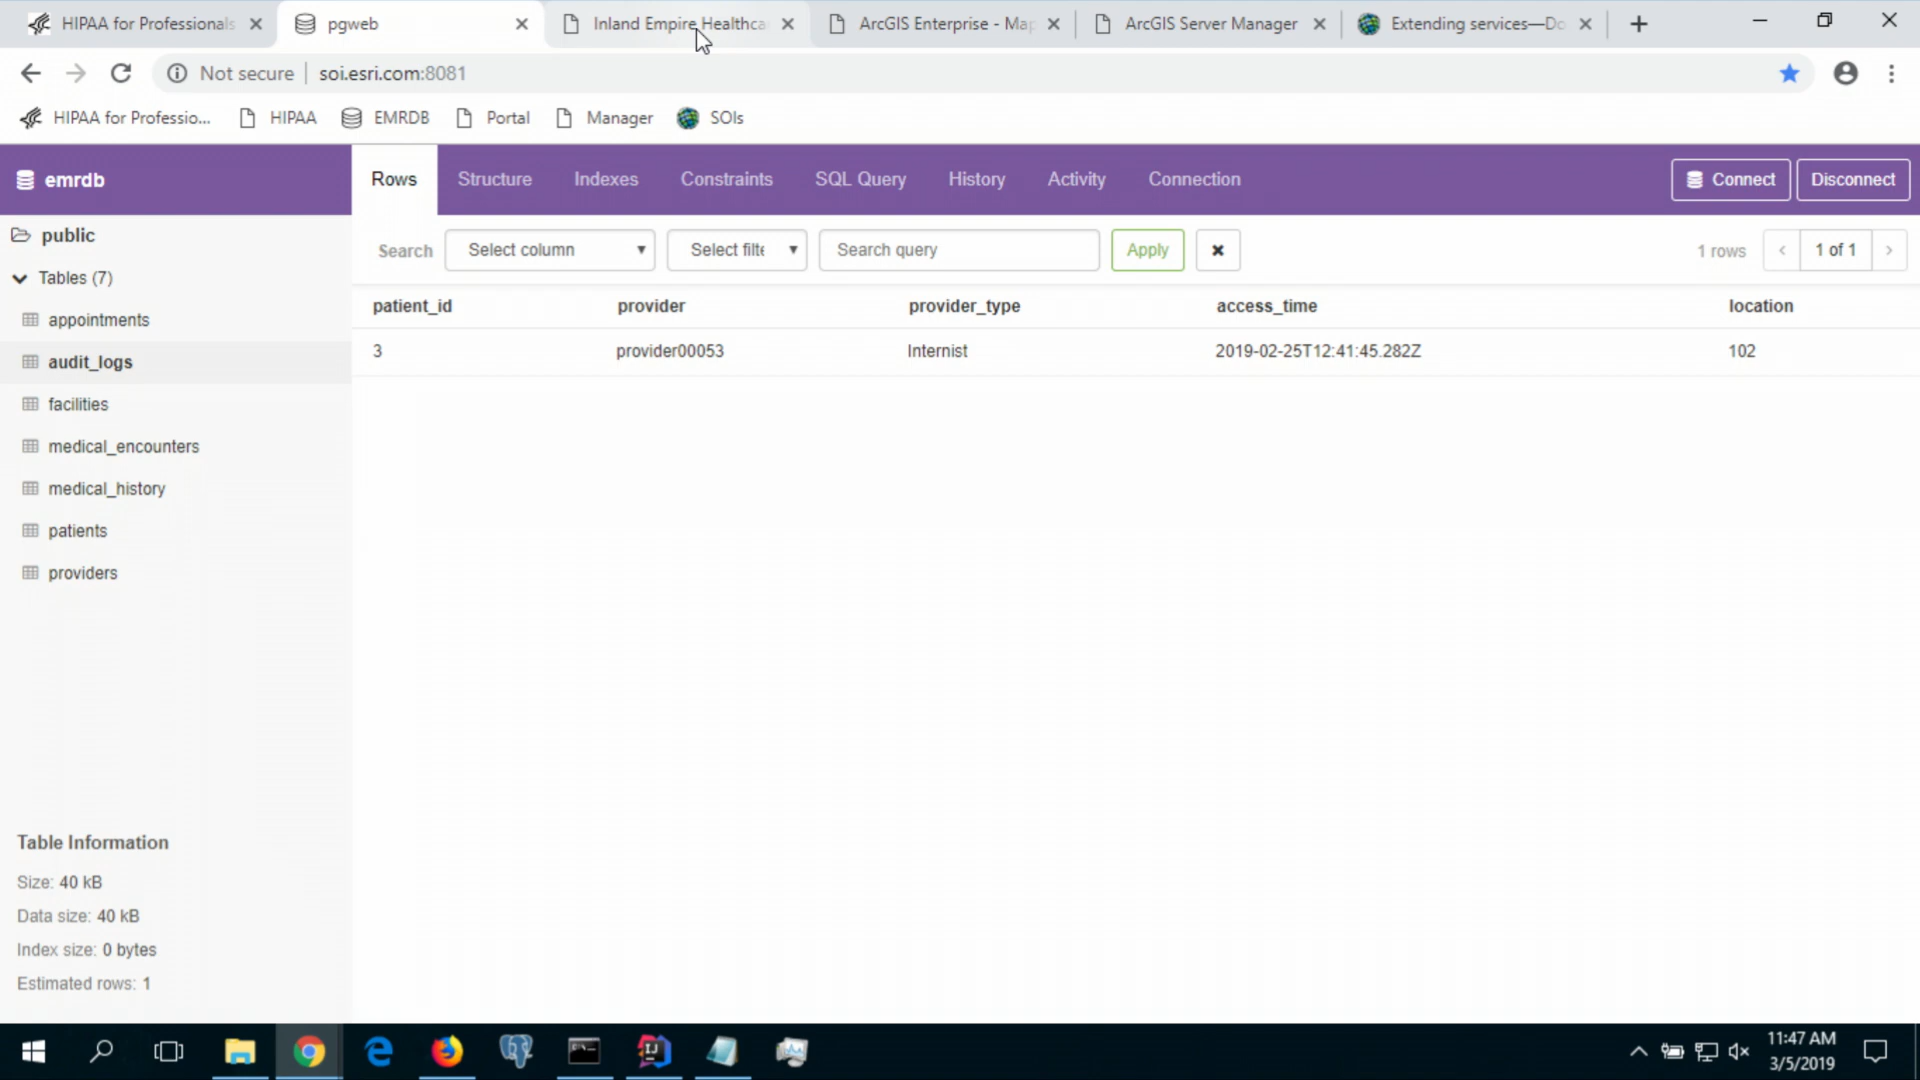 HIPAA for Professionals
pgweb
Inland Empire Healthca
ArcGIS Enterprise - Map
ArcGIS Server Manager
Extending services—Do
Not secure
soi.esri.com:8081
HIPAA for Professio...
HIPAA
EMRDB
Portal
Manager
SOIs
emrdb
Rows
Structure
Indexes
Constraints
SQL Query
History
Activity
Connection
Connect
Disconnect
public
Tables (7)
appointments
audit_logs
facilities
medical_encounters
medical_history
patients
providers
Search
Select column
Select filte
Search query
Apply
1 rows
1 of 1
patient_id provider provider_type access_time location
3 provider00053 Internist 2019-02-25T12:41:45.282Z 102
Table Information
Size: 40 kB
Data size: 40 kB
Index size: 0 bytes
Estimated rows: 1
11:47 AM
3/5/2019